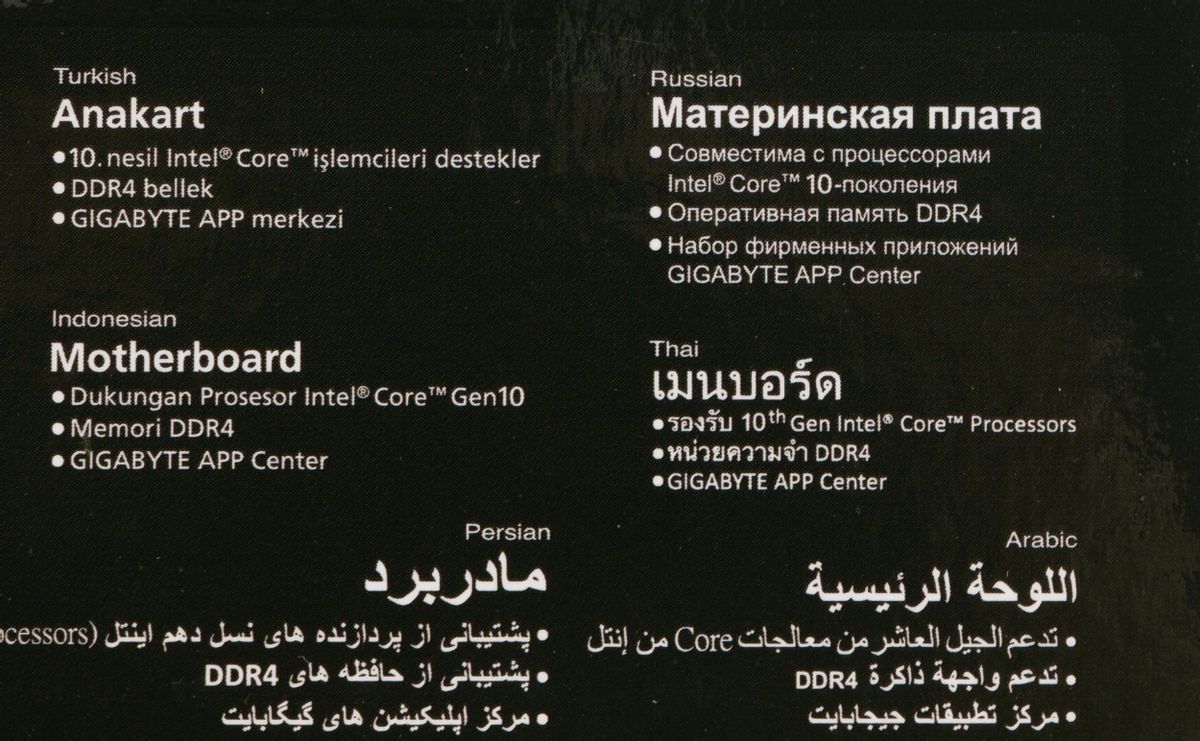 Turkish
Anakart
●10. nesil Intel® Core™ işlemcileri destekler
●DDR4 bellek
●GIGABYTE APP merkezi
Russian
Материнская плата
●Совместима с процессорами
Intel® Core™ 10-поколения
●Оперативная память DDR4
●Набор фирменных приложений
GIGABYTE APP Center
Indonesian
Motherboard
●Dukungan Prosesor Intel® Core™ Gen10
●Memori DDR4
●GIGABYTE APP Center
Thai
เมนบอร์ด
●รองรับ 10th Gen Intel® Core™ Processors
●หน่วยความจำ DDR4
●GIGABYTE APP Center
Persian
مادربرد
• پشتیبانی از پردازنده های نسل دهم اینتل (
• پشتیبانی از حافظه های DDR4
• مرکز اپلیکیشن های گیگابایت
Arabic
اللوحة الرئيسية
• تدعم الجيل العاشر من معالجات Core من إنتل
• تدعم واجهة ذاكرة DDR4
• مركز تطبيقات جيجابايت